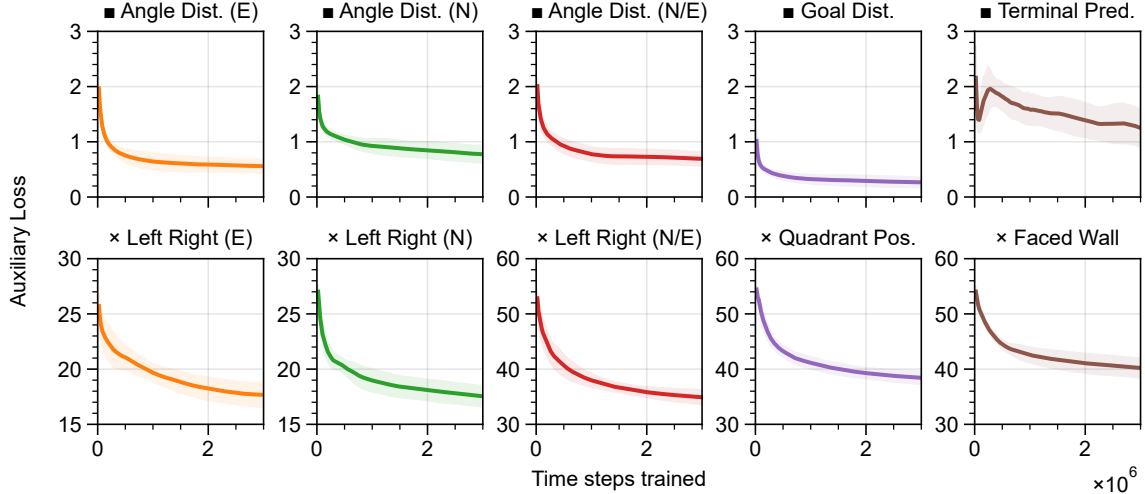 ■ Angle Dist. (E) ■ Angle Dist. (N) ■ Angle Dist. (N/E) ■ Goal Dist. ■ Terminal Pred.
3 3 3 3 3
2 2 2 2 2
1 1 1 1 1
0 0 0 0 0
Auxiliary Loss
× Left Right (E) × Left Right (N) × Left Right (N/E) × Quadrant Pos. × Faced Wall
30 30 60 60 60
25 25 50 50 50
20 20 40 40 40
15 15 30 30 30
0 2 0 2 0 2 0 2 0 2
Time steps trained
×10⁶